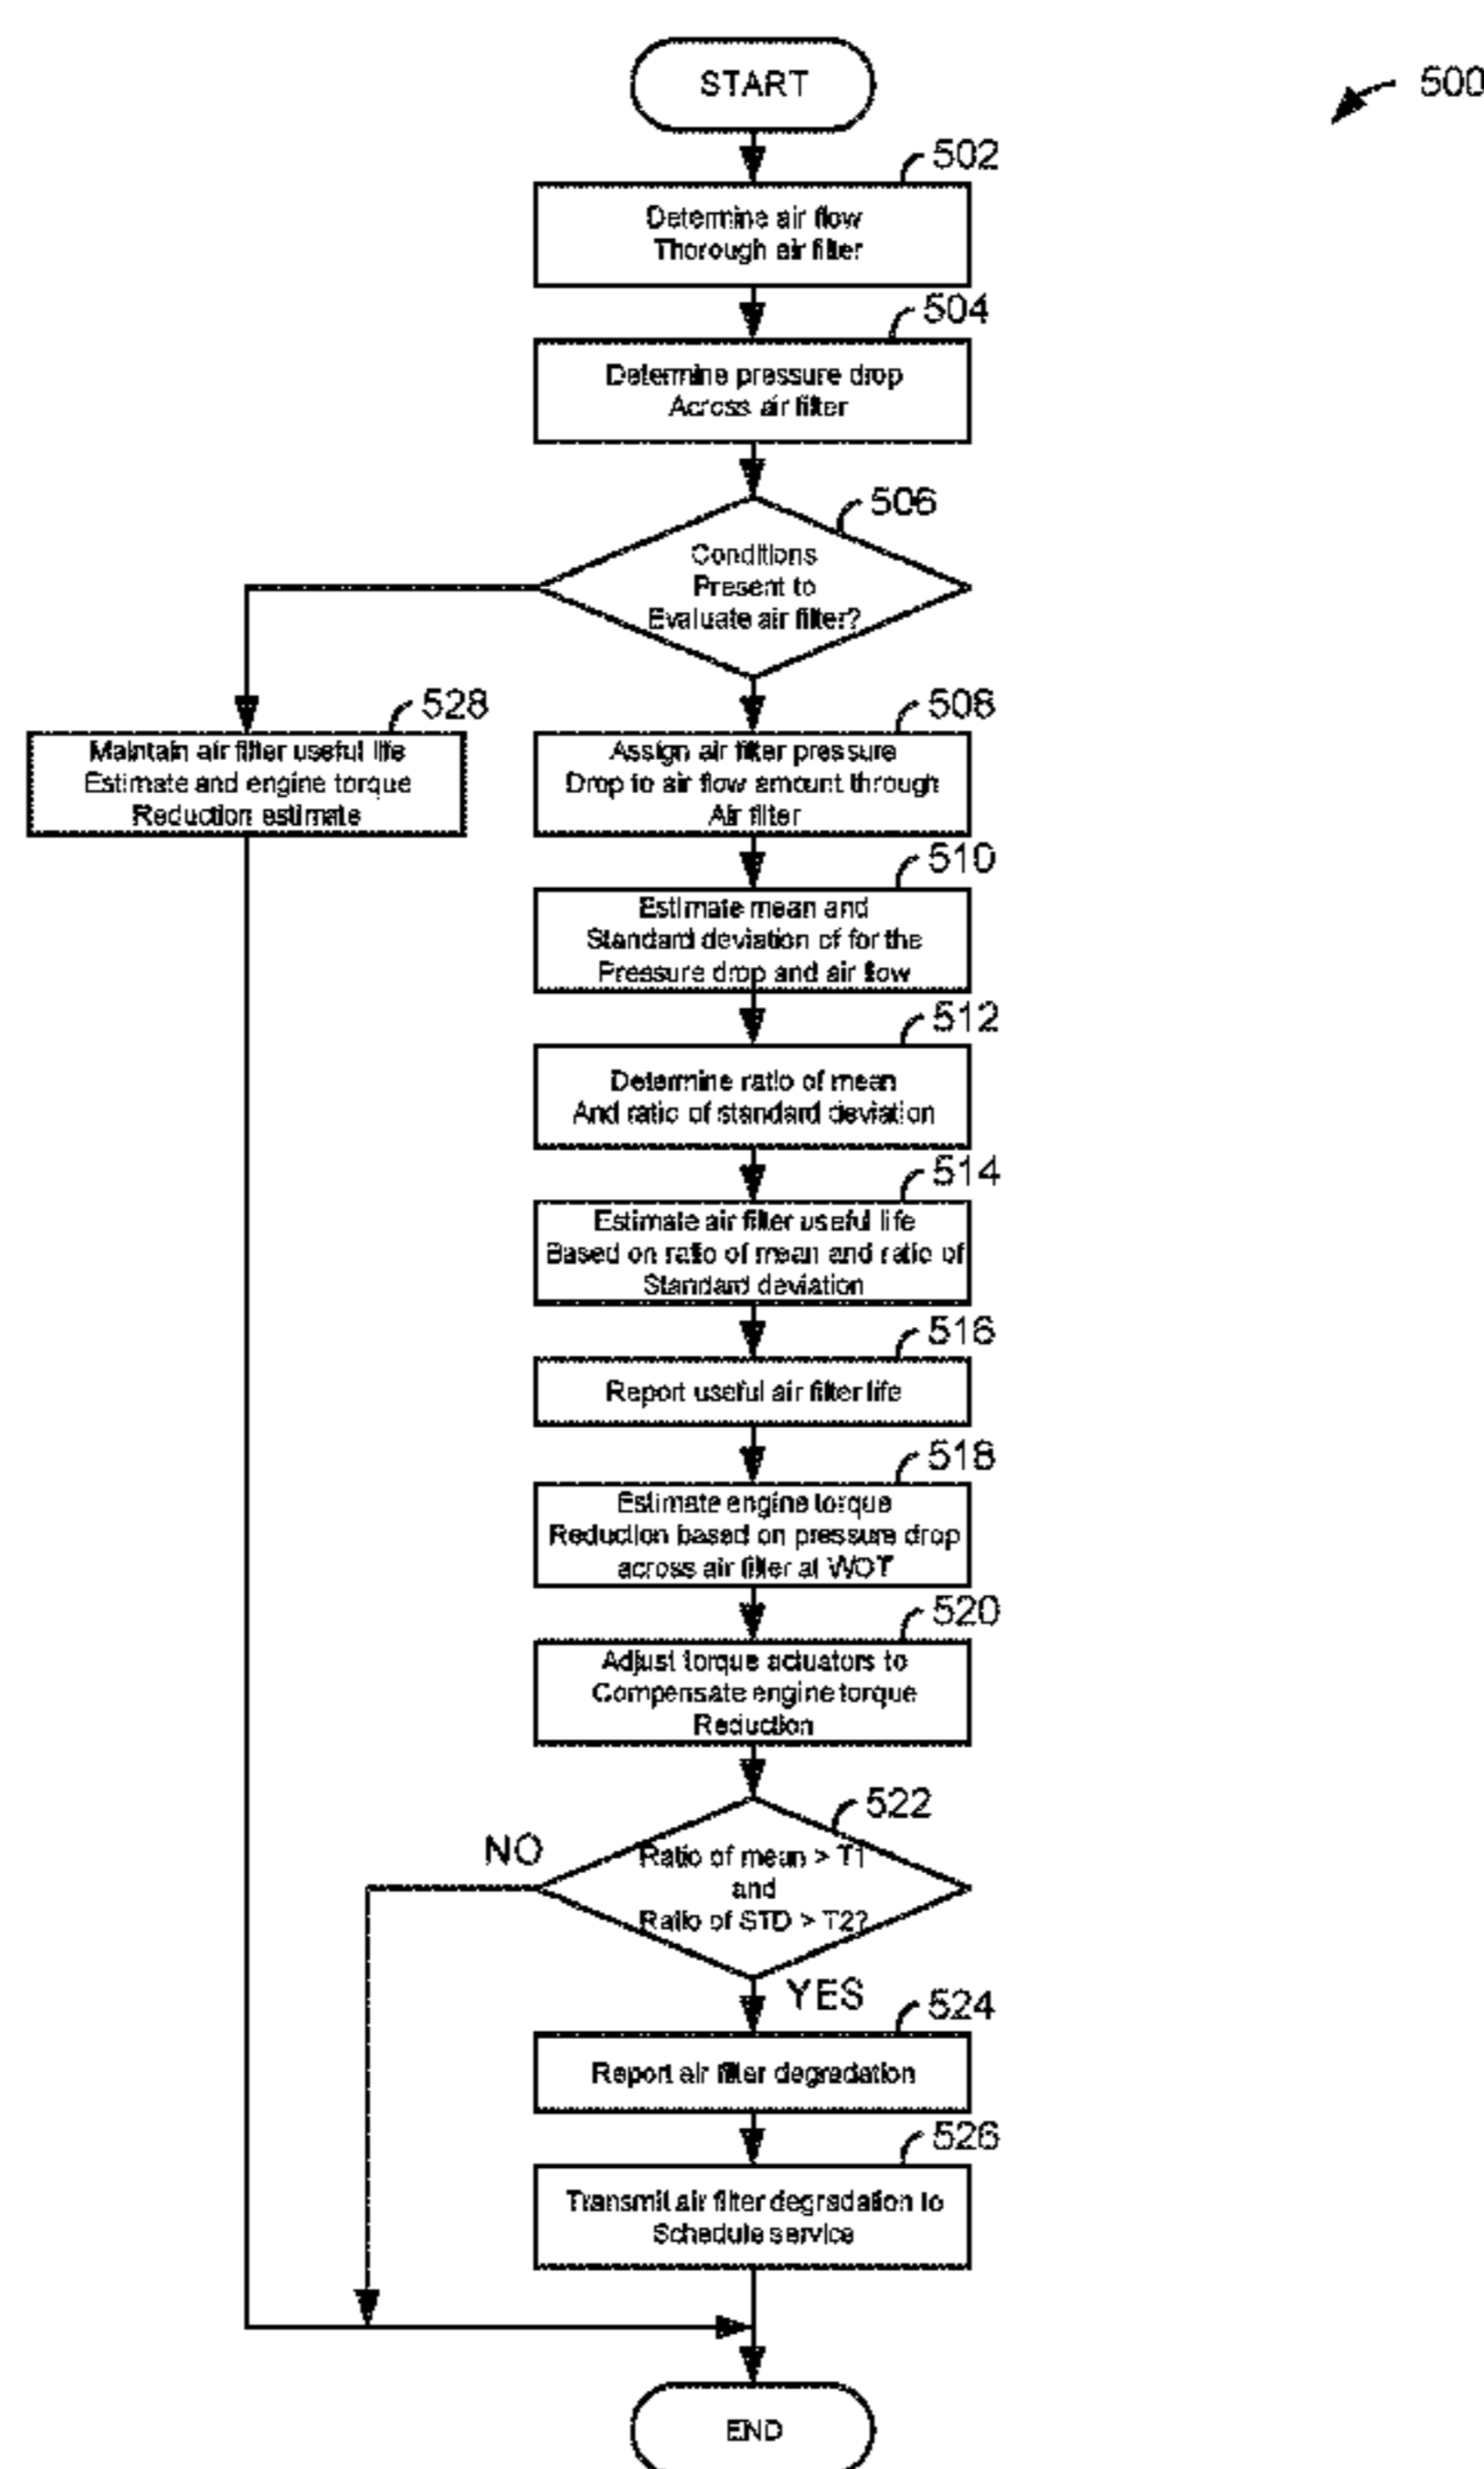 START
500
502
Determine air flow
Thorough air filter
504
Determine pressure drop
Across air filter
506
Conditions
Present to
Evaluate air filter?
528
Maintain air filter useful life
Estimate and engine torque
Reduction estimate
508
Assign air filter pressure
Drop to air flow amount through
Air filter
510
Estimate mean and
Standard deviation of for the
Pressure drop and air flow
512
Determine ratio of mean
And ratio of standard deviation
514
Estimate air filter useful life
Based on ratio of mean and ratio of
Standard deviation
516
Report useful air filter life
518
Estimate engine torque
Reduction based on pressure drop
across air filter at WOT
520
Adjust torque actuators to
Compensate engine torque
Reduction
522
NO
Ratio of mean > T1
and
Ratio of STD > T2?
YES
524
Report air filter degradation
526
Transmit air filter degradation to
Schedule service
END